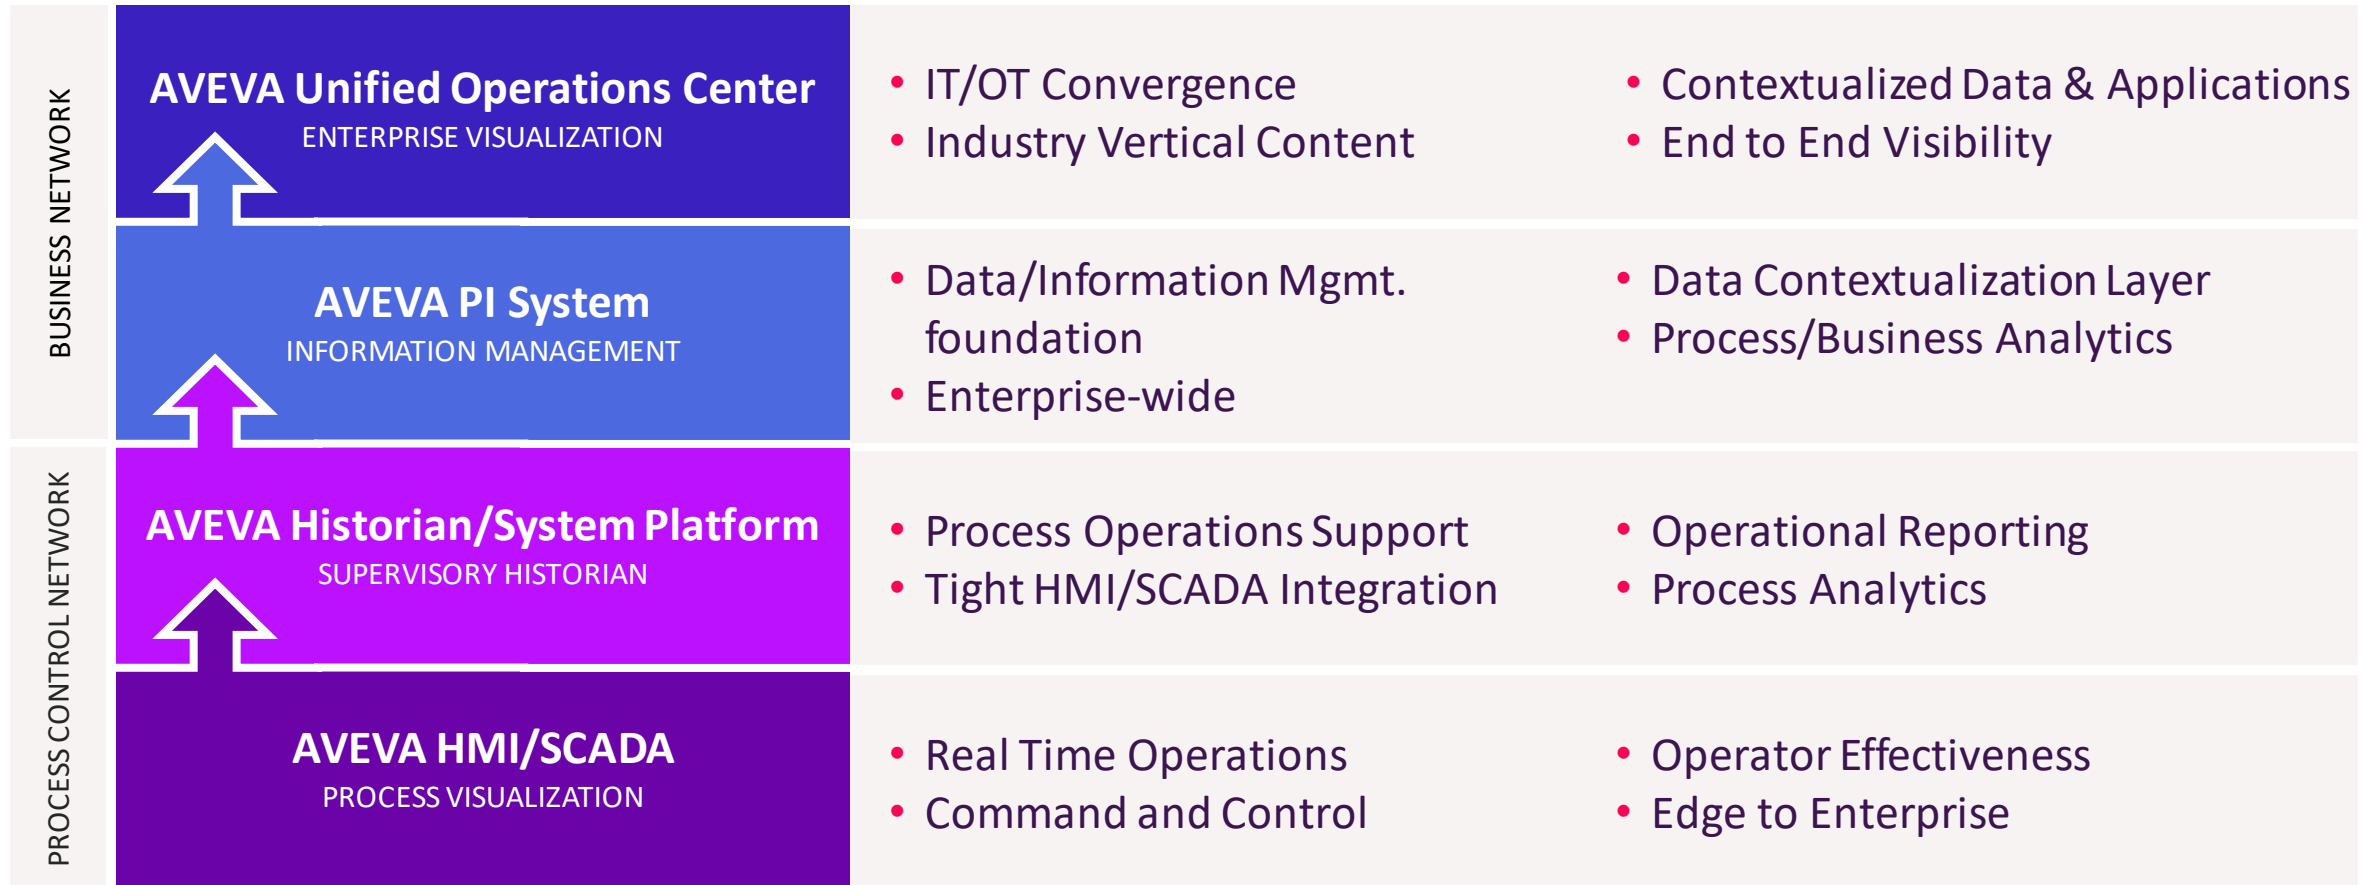 BUSINESS NETWORK
AVEVA Unified Operations Center
ENTERPRISE VISUALIZATION
• IT/OT Convergence
• Industry Vertical Content
• Contextualized Data & Applications
• End to End Visibility
AVEVA PI System
INFORMATION MANAGEMENT
• Data/Information Mgmt.
foundation
• Enterprise-wide
• Data Contextualization Layer
• Process/Business Analytics
PROCESS CONTROL NETWORK
AVEVA Historian/System Platform
SUPERVISORY HISTORIAN
• Process Operations Support
• Tight HMI/SCADA Integration
• Operational Reporting
• Process Analytics
AVEVA HMI/SCADA
PROCESS VISUALIZATION
• Real Time Operations
• Command and Control
• Operator Effectiveness
• Edge to Enterprise